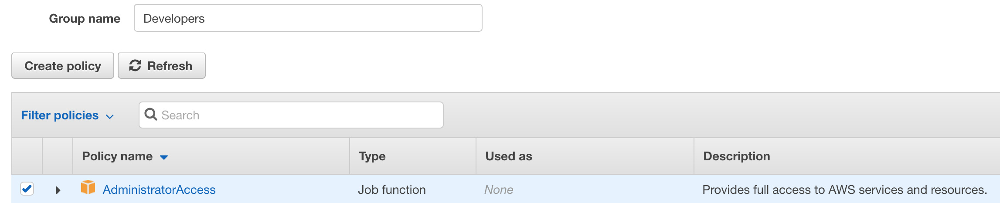 Group name Developers
Create policy Refresh
Filter policies Search
Policy name Type Used as Description
AdministratorAccess Job function None Provides full access to AWS services and resources.